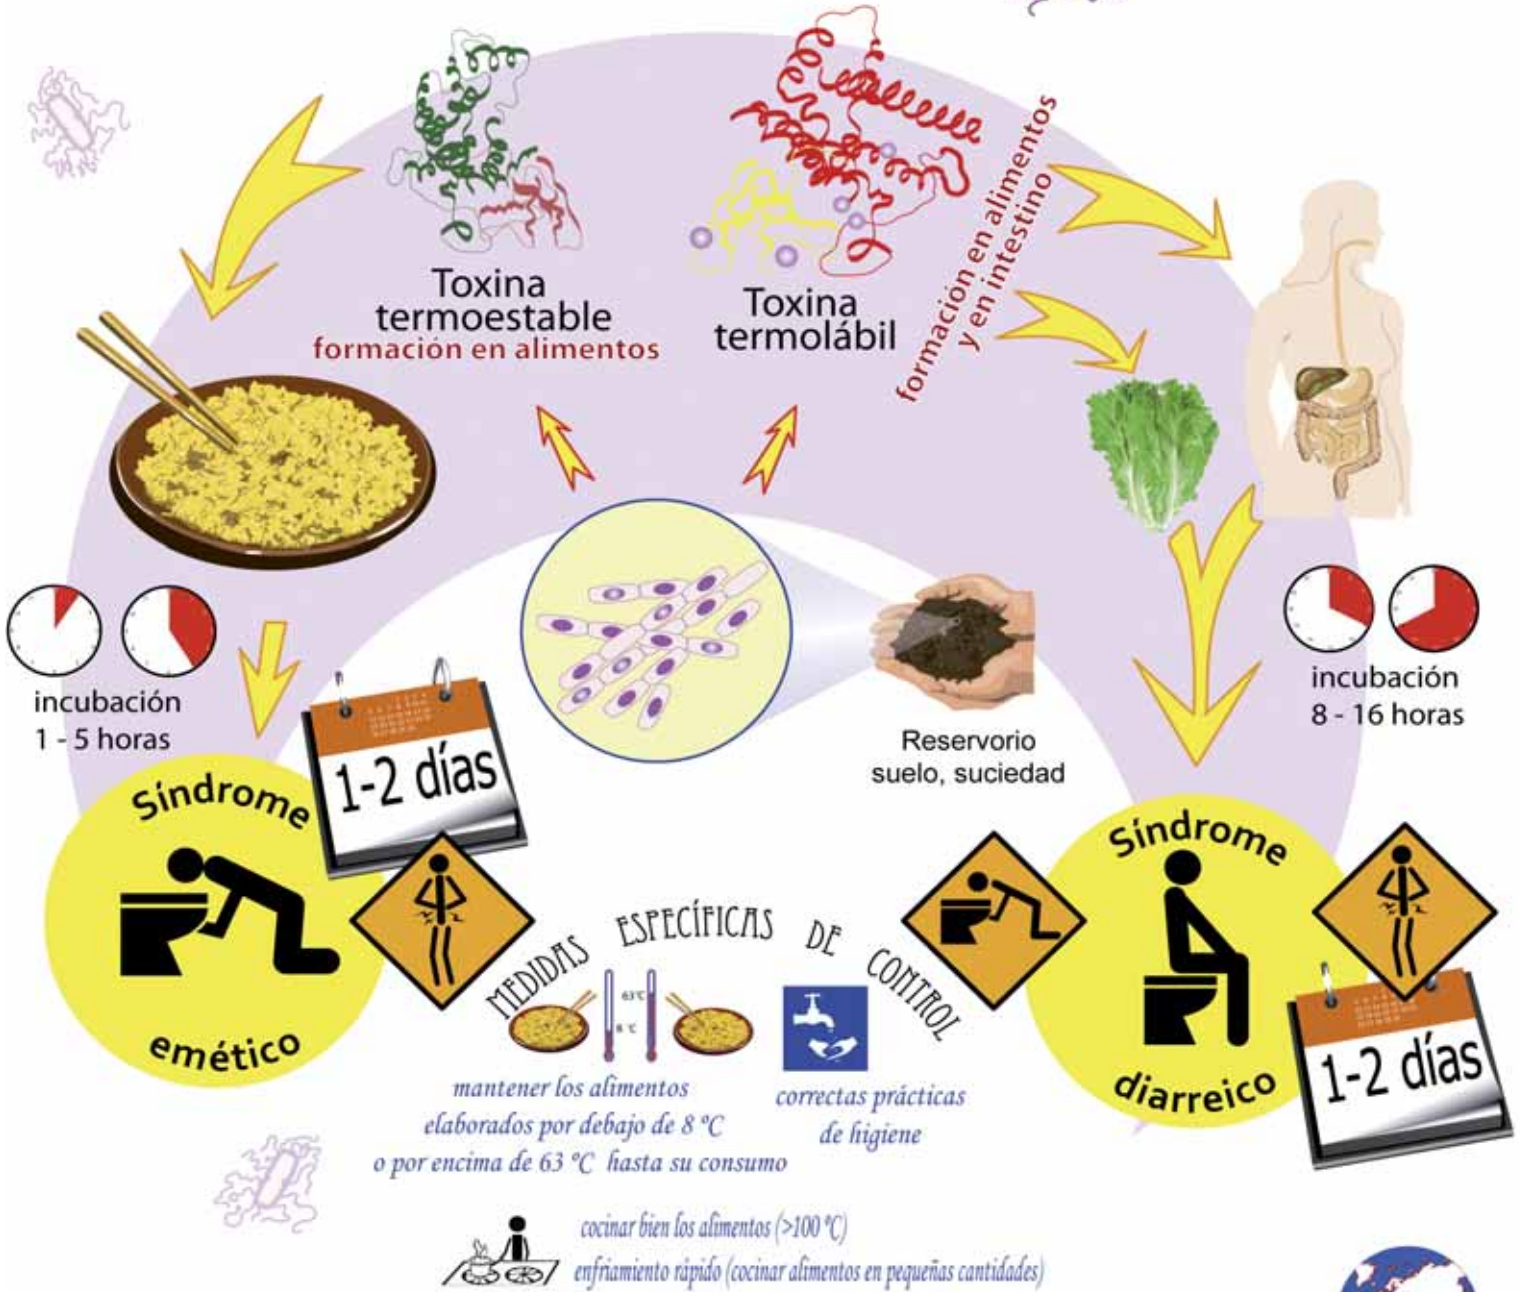 Toxina
termoestable
formación en alimentos
Toxina
termolábil
formación en alimentos
y en intestino
incubación
1 - 5 horas
incubación
8 - 16 horas
Reservorio
suelo, suciedad
1-2 días
Síndrome
emético
Síndrome
diarreico
1-2 días
MEDIDAS ESPECÍFICAS DE CONTROL
63°C
8 °C
mantener los alimentos
elaborados por debajo de 8 ºC
o por encima de 63 ºC hasta su consumo
correctas prácticas
de higiene
cocinar bien los alimentos (>100 ºC)
enfriamiento rápido (cocinar alimentos en pequeñas cantidades)